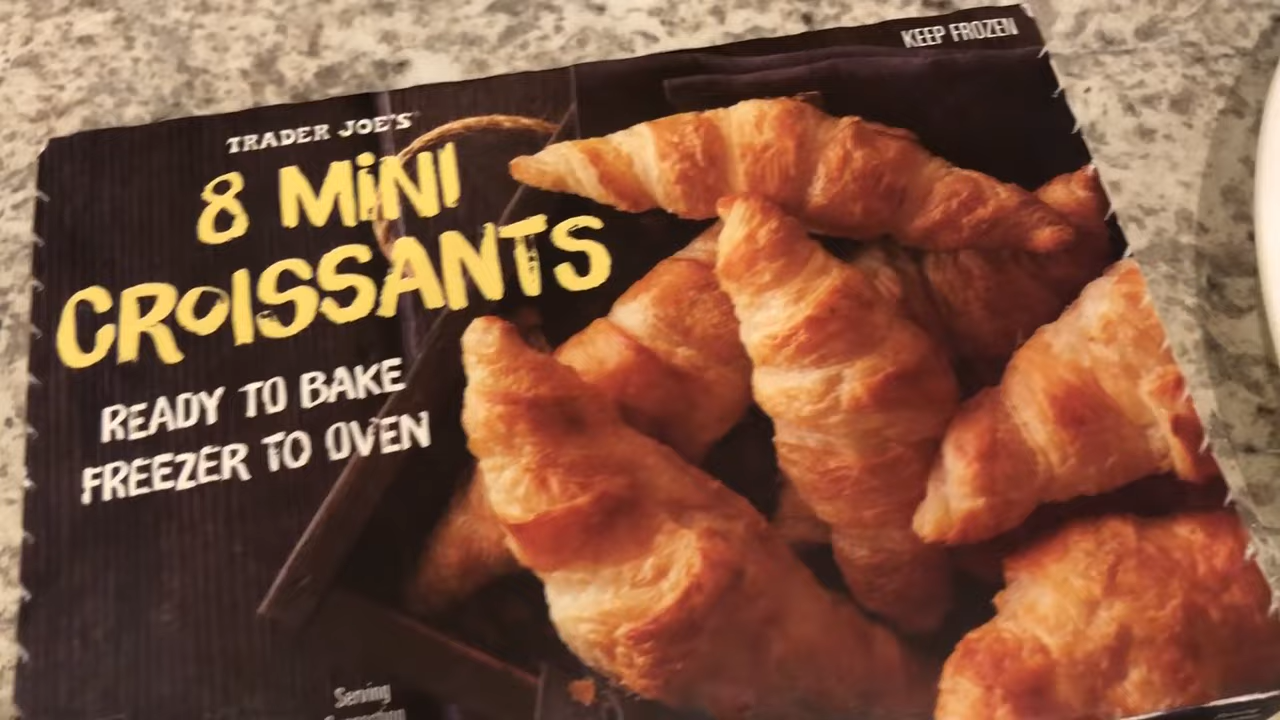 KEEP FROZEN
TRADER JOE'S
8 MINI
CROISSANTS
READY TO BAKE
FREEZER TO OVEN
Serving